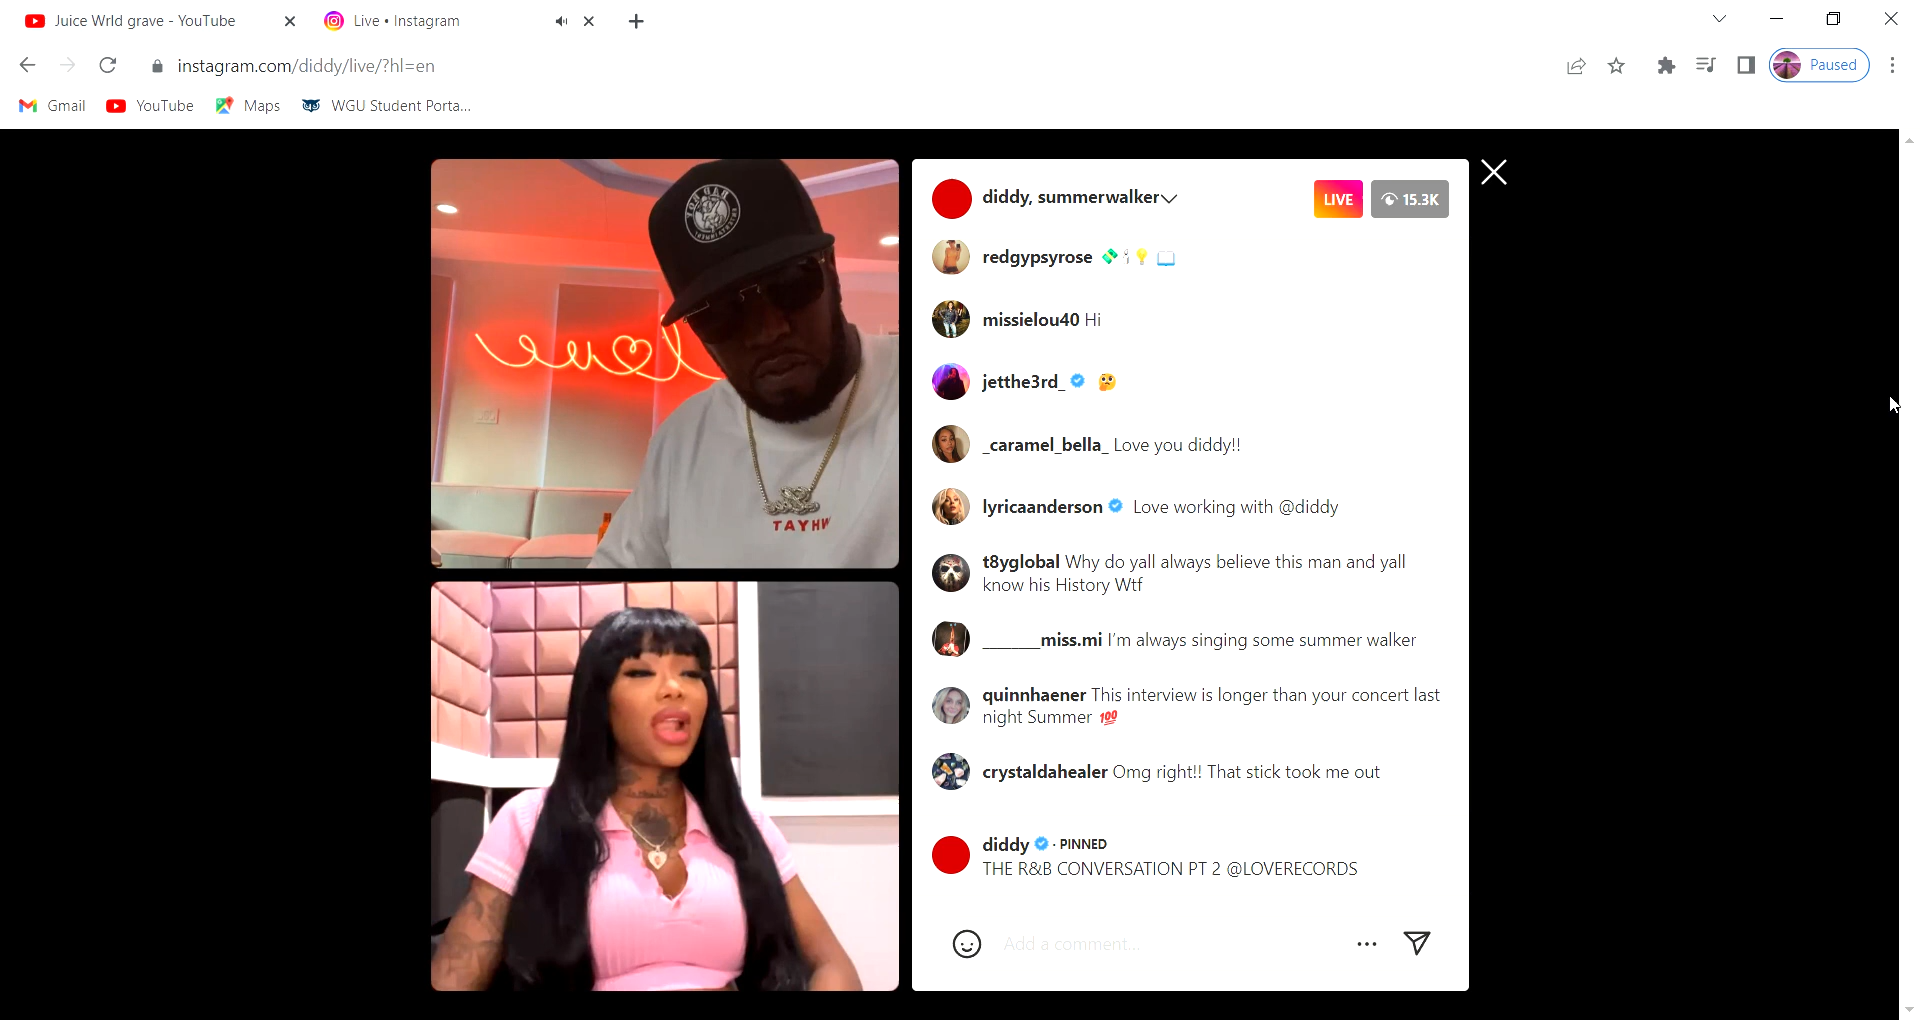 Juice Wrld grave - YouTube
Live • Instagram
instagram.com/diddy/live/?hl=en
Paused
Gmail
YouTube
Maps
WGU Student Porta...
BAD BOY
love
TAYHW
diddy, summerwalker
LIVE
15.3K
redgypsyrose 💸🕯💡 📖
missielou40 Hi
jetthe3rd_ 🤔
_caramel_bella_ Love you diddy!!
lyricaanderson Love working with @diddy
t8yglobal Why do yall always believe this man and yall
know his History Wtf
______miss.mi I'm always singing some summer walker
quinnhaener This interview is longer than your concert last
night Summer 💯
crystaldahealer Omg right!! That stick took me out
diddy · PINNED
THE R&B CONVERSATION PT 2 @LOVERECORDS
Add a comment...